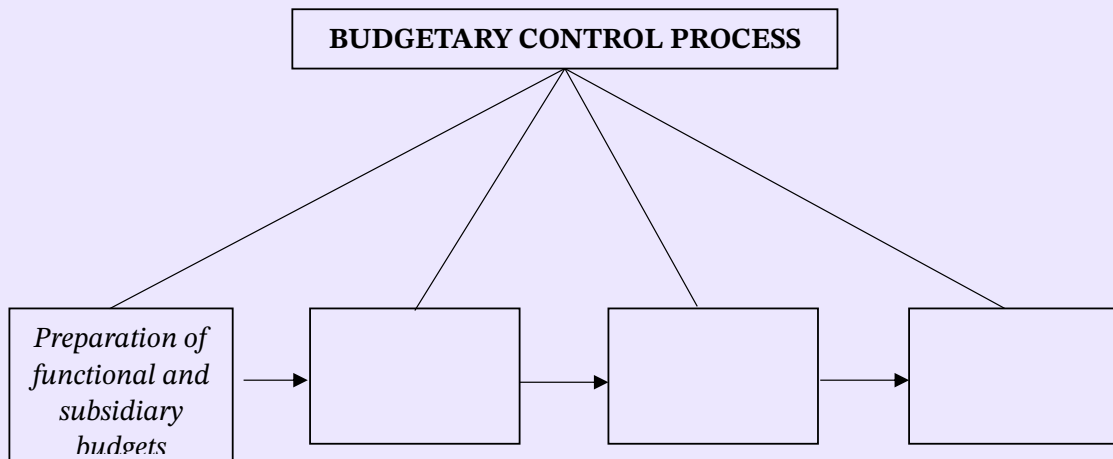 BUDGETARY CONTROL PROCESS
Preparation of
functional and
subsidiary
budgets